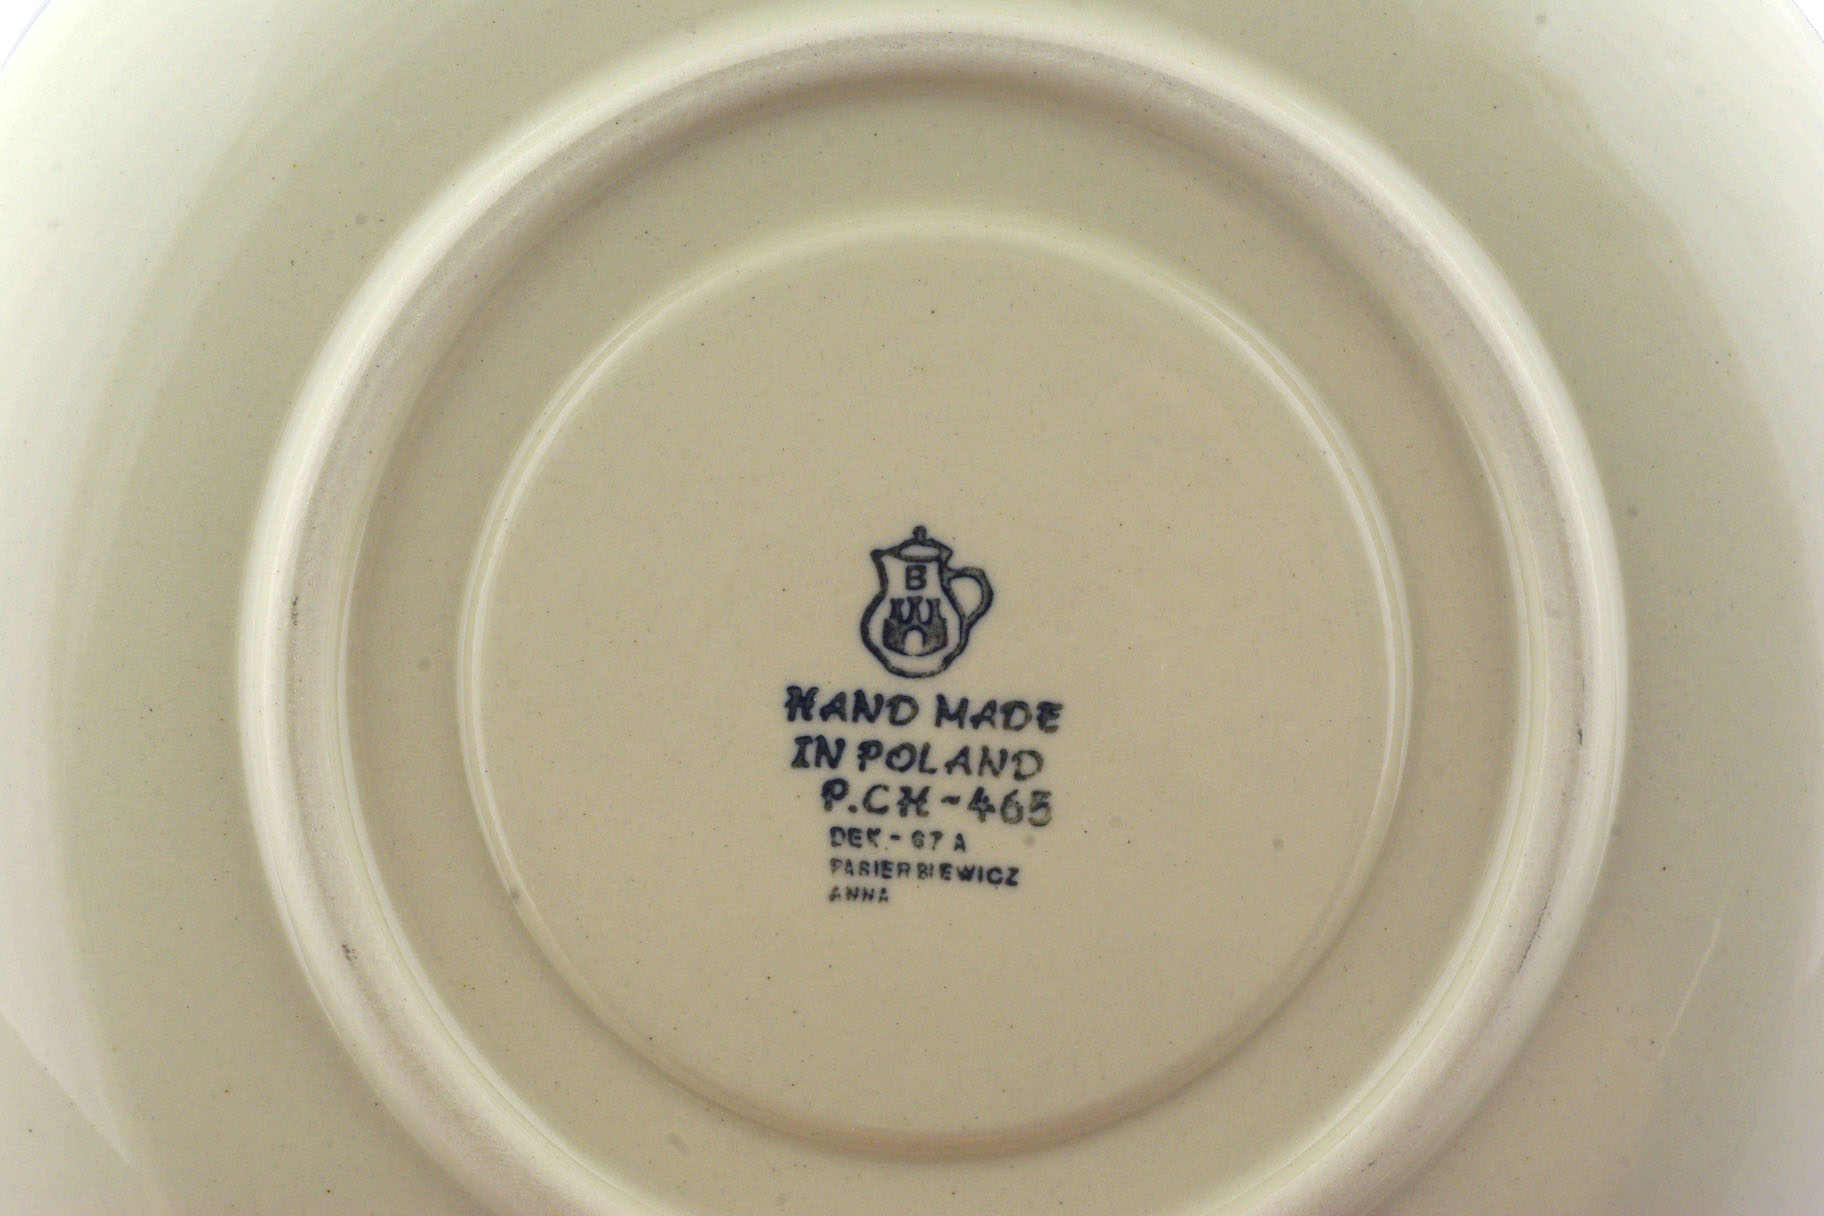 B
HAND MADE
IN POLAND
P.CH-465
DEK.- 67 A
PASIERBIEWICZ
ANNA